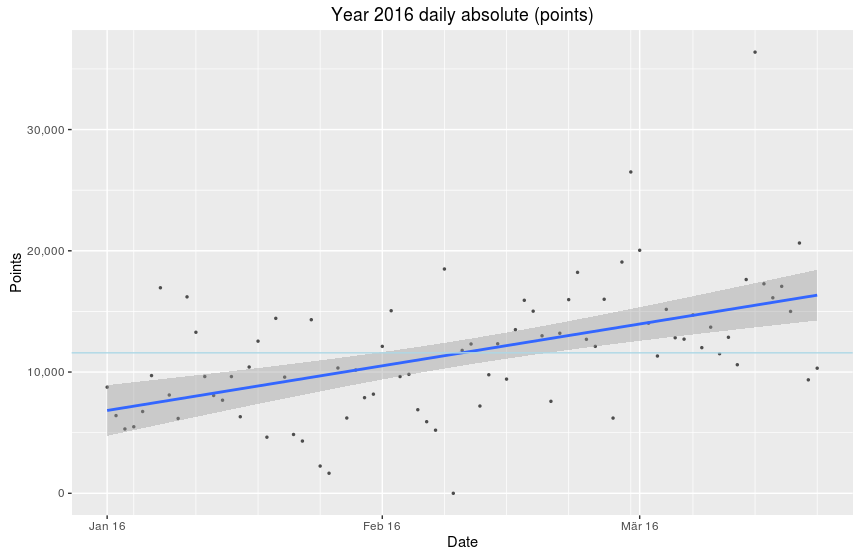 Year 2016 daily absolute (points)
Points
30,000
20,000
10,000
0
Jan 16
Feb 16
Mär 16
Date